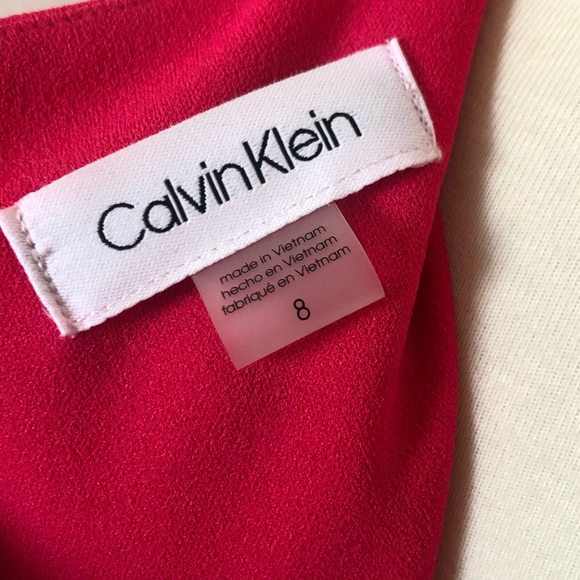 Calvin Klein
made in Vietnam
hecho en Vietnam
fabriqué en Vietnam
8